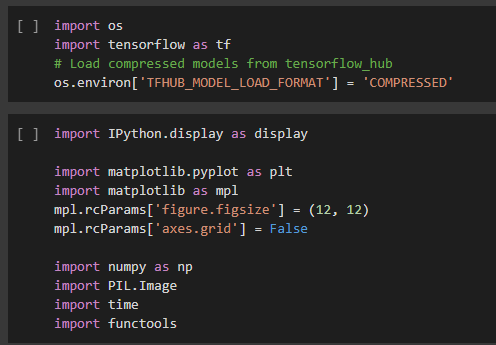 [ ] import os
import tensorflow as tf
# Load compressed models from tensorflow_hub
os.environ['TFHUB_MODEL_LOAD_FORMAT'] = 'COMPRESSED'
[ ] import IPython.display as display
import matplotlib.pyplot as plt
import matplotlib as mpl
mpl.rcParams['figure.figsize'] = (12, 12)
mpl.rcParams['axes.grid'] = False
import numpy as np
import PIL.Image
import time
import functools